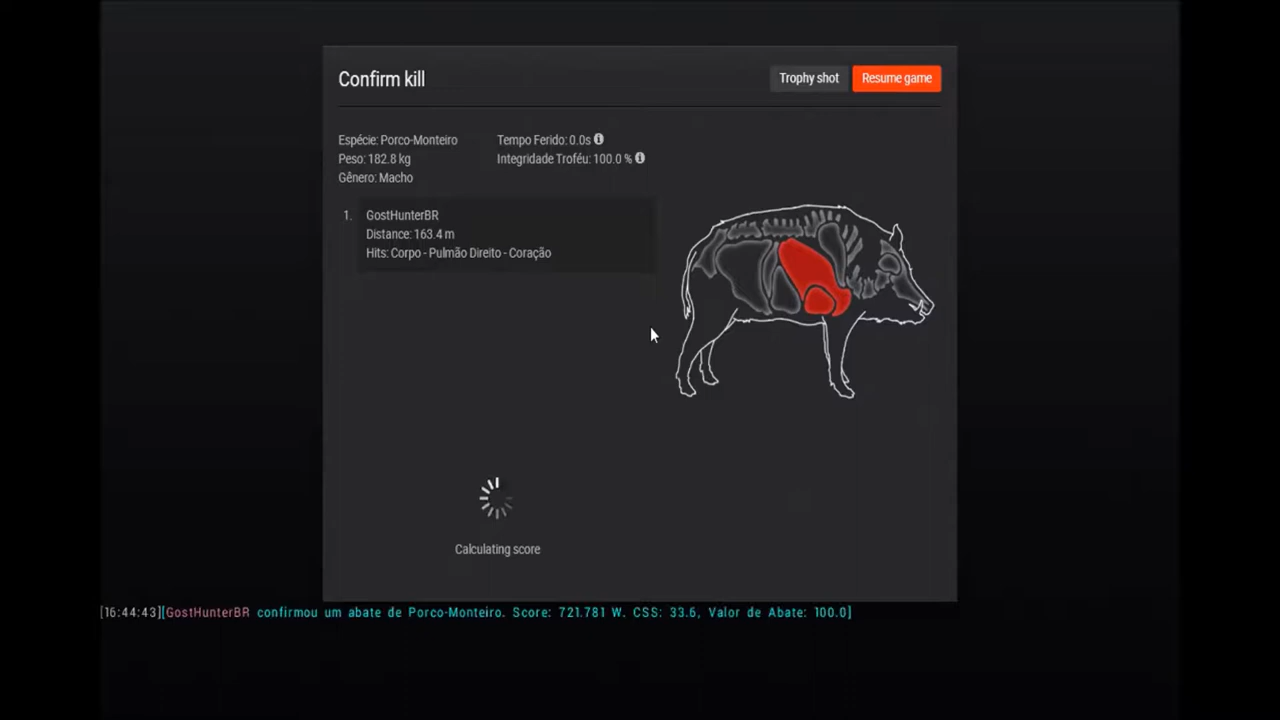 Confirm kill
Trophy shot
Resume game
Espécie: Porco-Monteiro
Tempo Ferido: 0.0s
Peso: 182.8 kg
Integridade Troféu: 100.0 %
Gênero: Macho
1. GostHunterBR
Distance: 163.4 m
Hits: Corpo - Pulmão Direito - Coração
Calculating score
[16:44:43][GostHunterBR confirmou um abate de Porco-Monteiro. Score: 721.781 W. CSS: 33.6, Valor de Abate: 100.0]